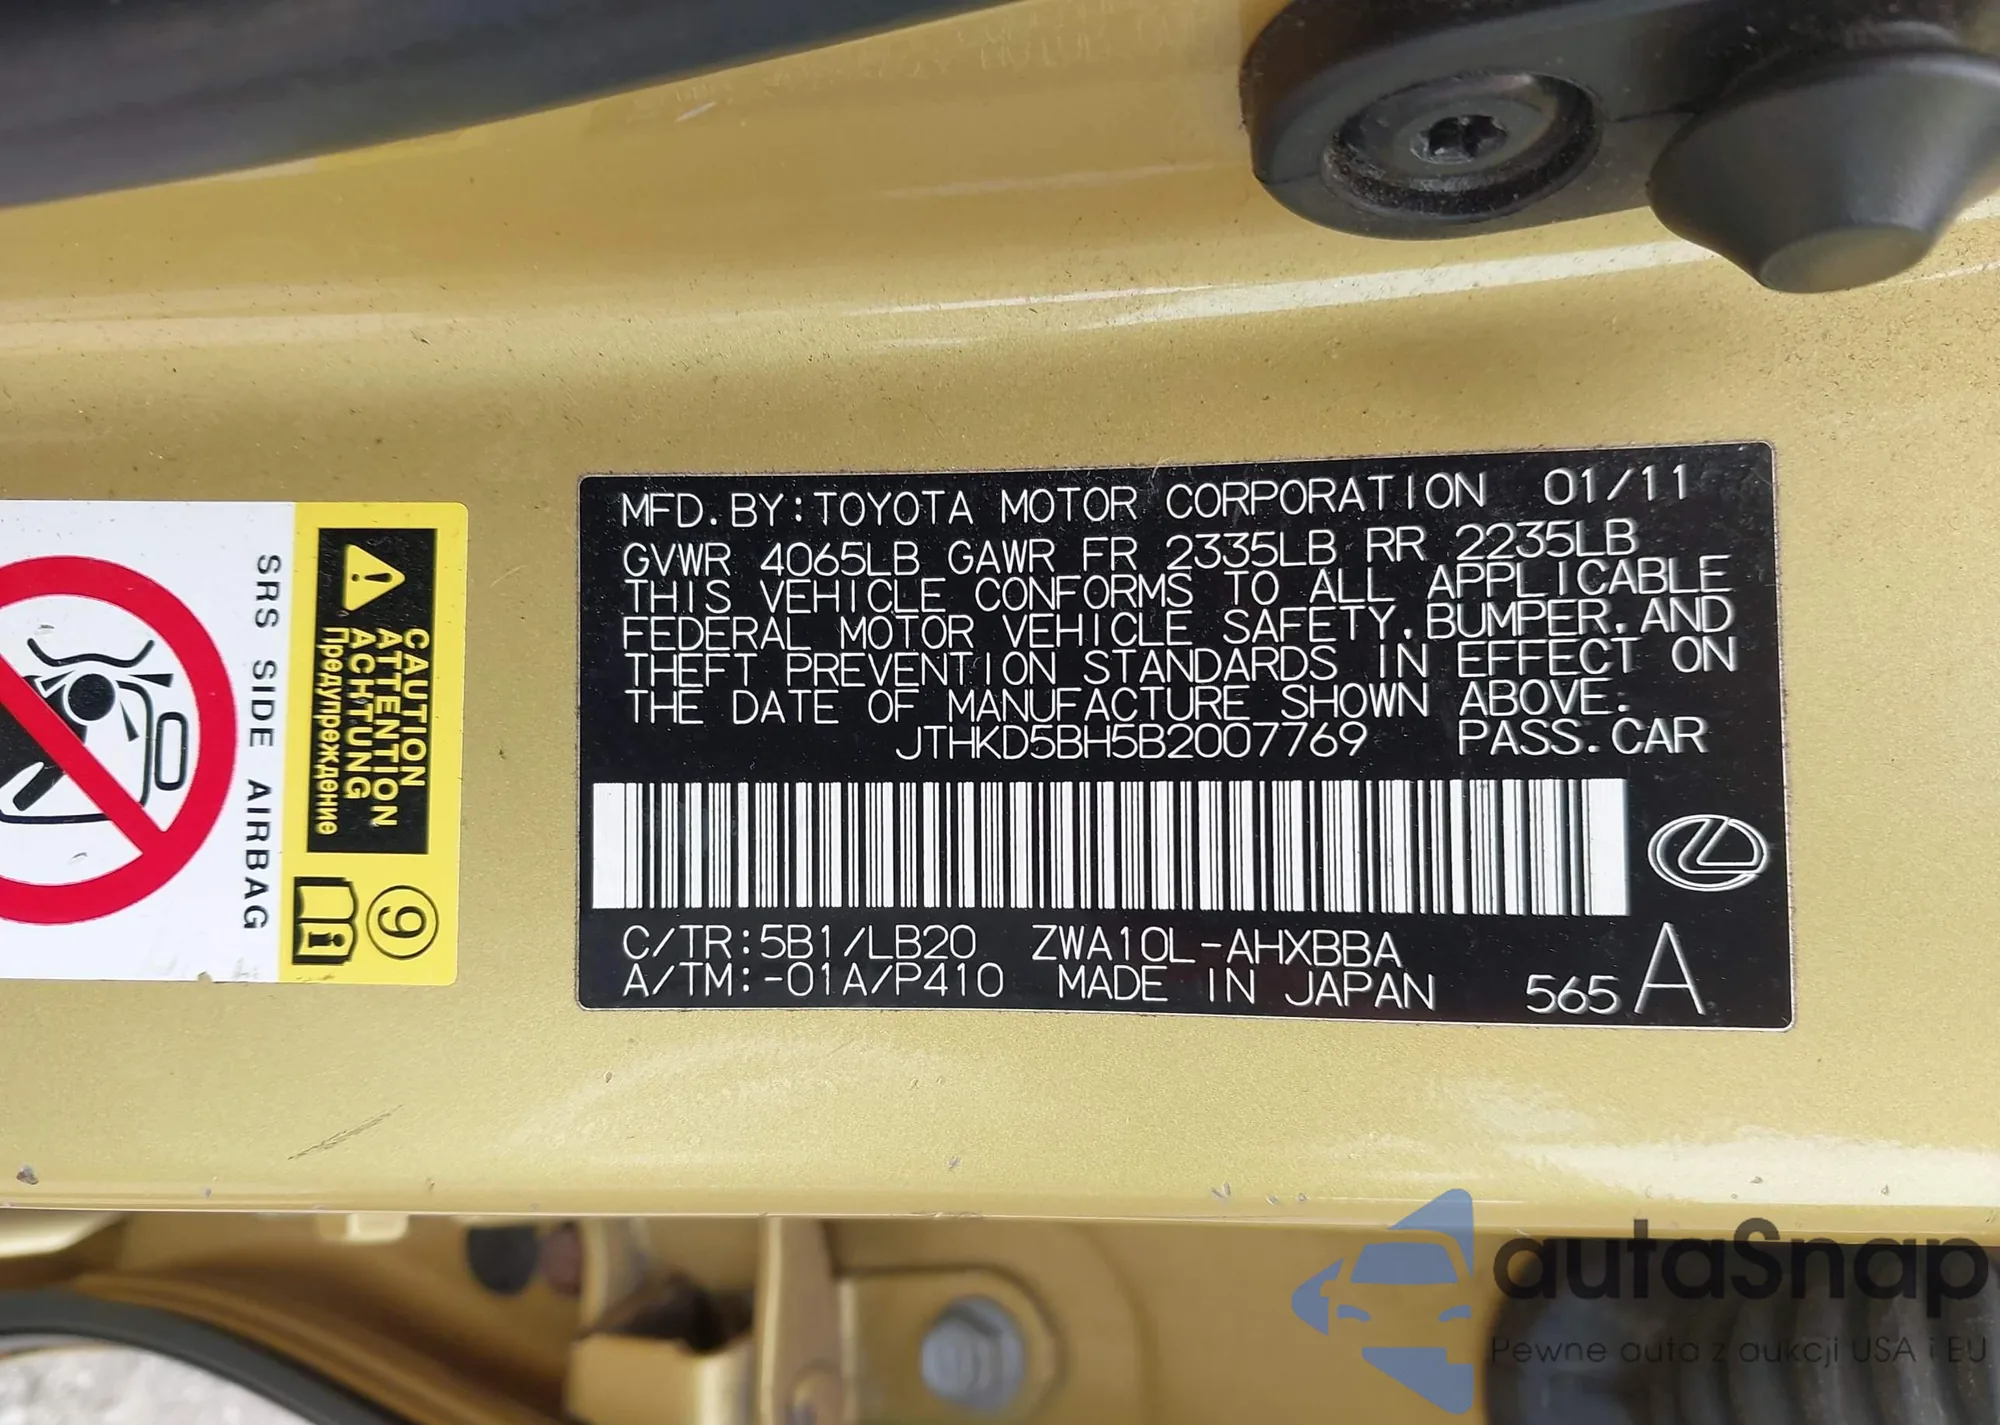 MFD. BY: TOYOTA MOTOR CORPORATION 01/11
GVWR 4065LB GAWR FR 2335LB RR 2235LB
THIS VEHICLE CONFORMS TO ALL APPLICABLE
FEDERAL MOTOR VEHICLE SAFETY, BUMPER, AND
THEFT PREVENTION STANDARDS IN EFFECT ON
THE DATE OF MANUFACTURE SHOWN ABOVE.
JTHKD5BH5B2007769 PASS. CAR
C/TR: 5B1/LB20 ZWA10L-AHXBBA
A/TM: -01A/P410 MADE IN JAPAN 565 A
CAUTION
ATTENTION
ACHTUNG
Предупреждение
SRS SIDE AIRBAG
9
autaSnap
Pewne auta z aukcji USA i EU